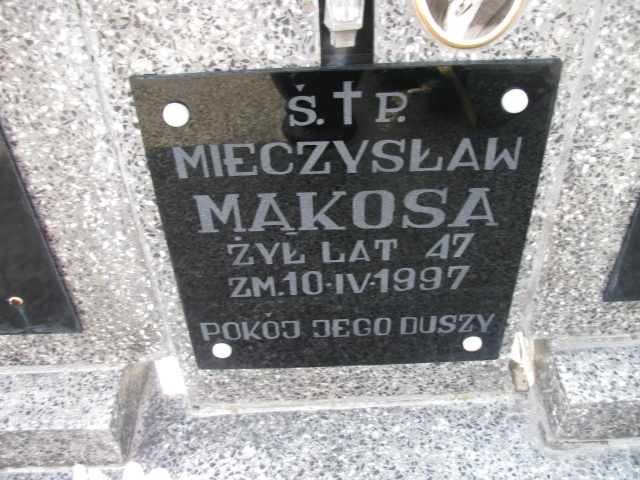 Ś. † P.
MIECZYSŁAW
MĄKOSA
ŻYŁ LAT 47
ZM. 10-IV-1997
POKÓJ JEGO DUSZY